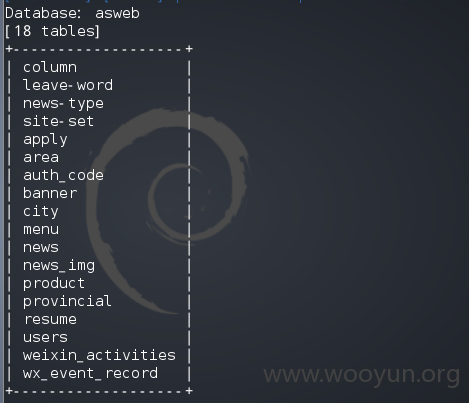 Database: asweb
[18 tables]
+-------------------+
| column            |
| leave-word        |
| news-type         |
| site-set          |
| apply             |
| area              |
| auth_code         |
| banner            |
| city              |
| menu              |
| news              |
| news_img          |
| product           |
| provincial        |
| resume            |
| users             |
| weixin_activities |
| wx_event_record   |
+-------------------+
www.wooyun.org